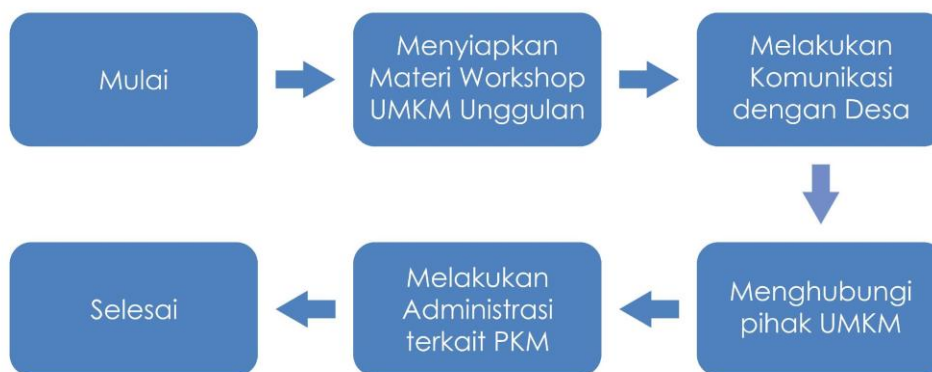 Mulai
Menyiapkan
Materi Workshop
UMKM Unggulan
Melakukan
Komunikasi
dengan Desa
Menghubungi
pihak UMKM
Melakukan
Administrasi
terkait PKM
Selesai